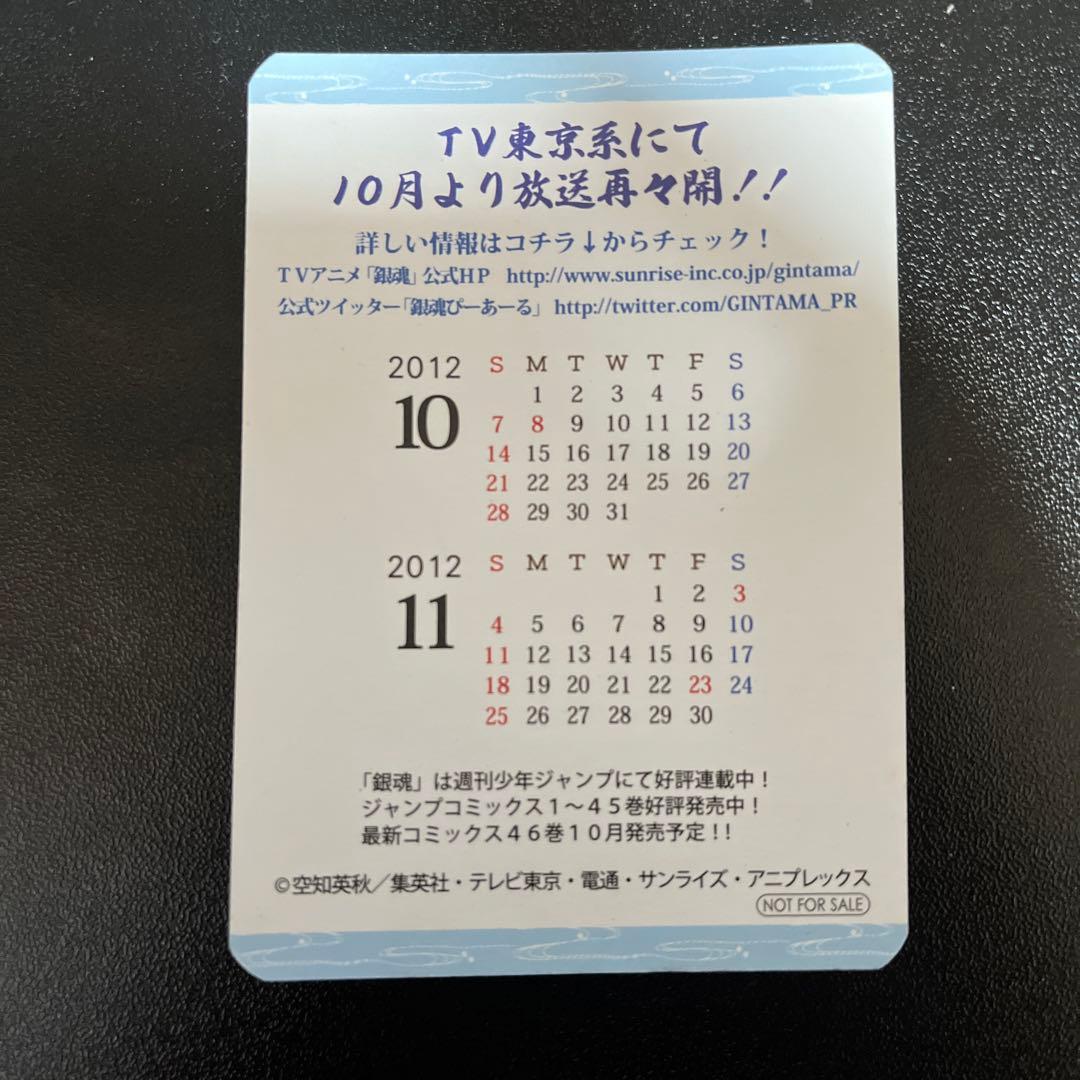 TV東京系にて
10月より放送再々開!!
詳しい情報はコチラ↓からチェック！
TVアニメ「銀魂」公式HP http://www.sunrise-inc.co.jp/gintama/
公式ツイッター「銀魂ぴーあーる」 http://twitter.com/GINTAMA_PR
2012 S M T W T F S
10
1 2 3 4 5 6
7 8 9 10 11 12 13
14 15 16 17 18 19 20
21 22 23 24 25 26 27
28 29 30 31
2012 S M T W T F S
11
1 2 3
4 5 6 7 8 9 10
11 12 13 14 15 16 17
18 19 20 21 22 23 24
25 26 27 28 29 30
「銀魂」は週刊少年ジャンプにて好評連載中！
ジャンプコミックス１～４５巻好評発売中！
最新コミックス４６巻１０月発売予定!!
©空知英秋／集英社・テレビ東京・電通・サンライズ・アニプレックス
NOT FOR SALE